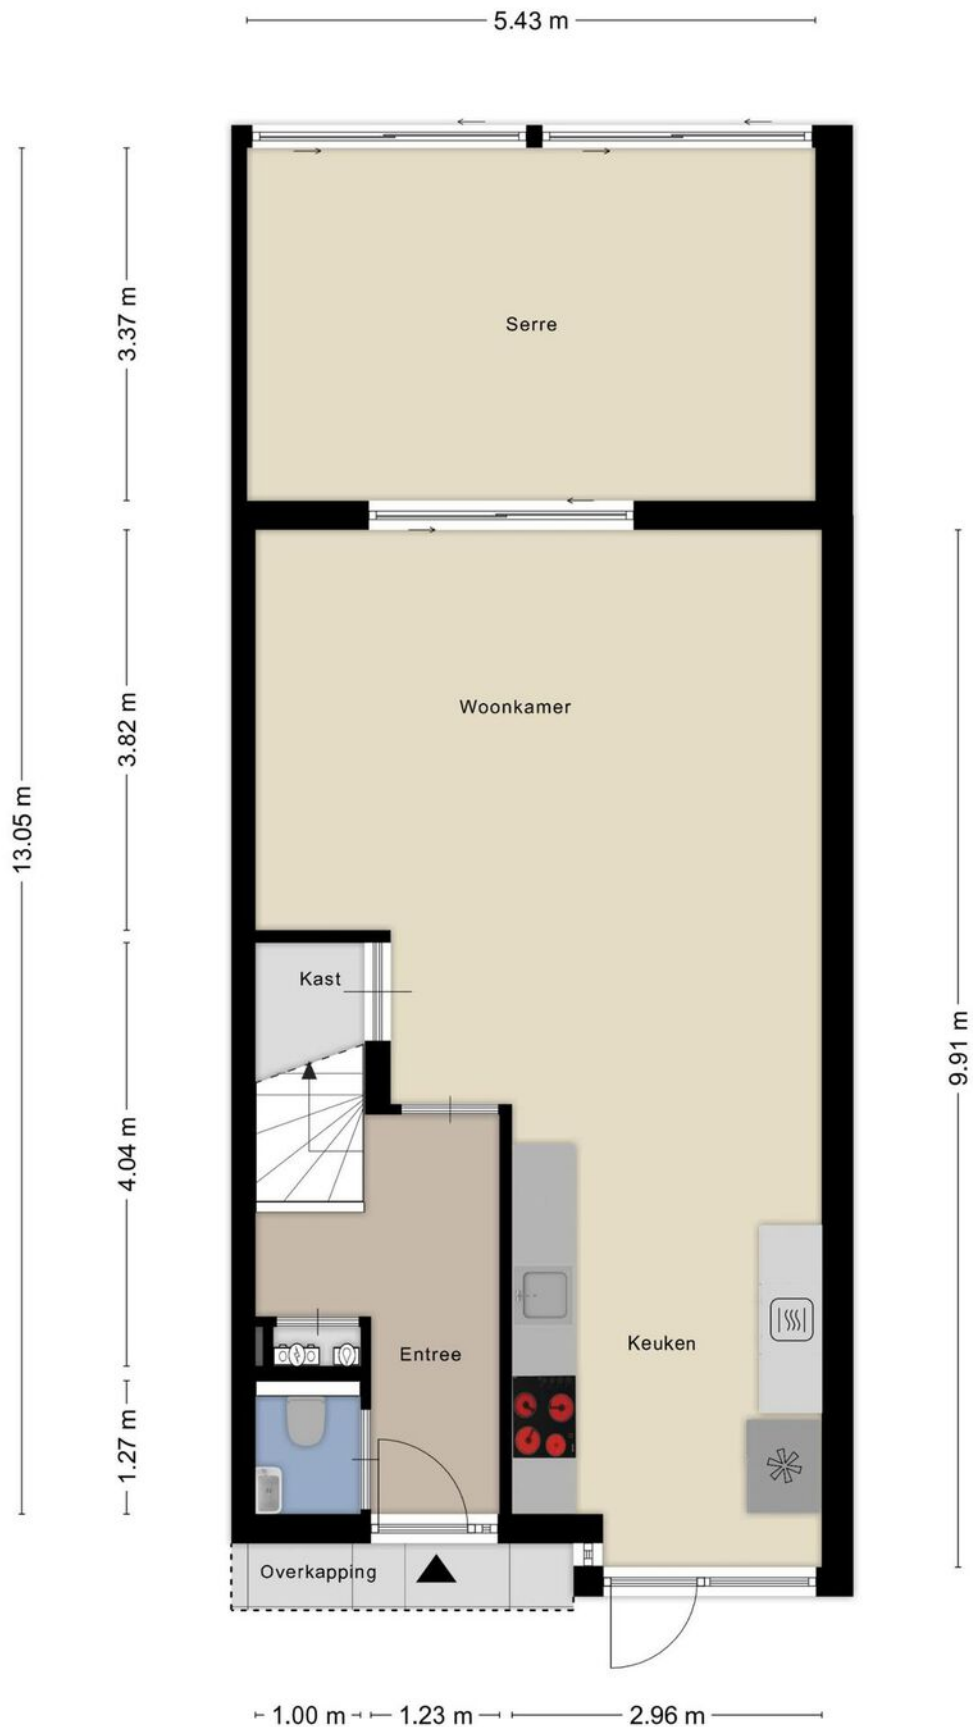 5.43 m
3.37 m
Serre
3.82 m
Woonkamer
13.05 m
9.91 m
Kast
4.04 m
Keuken
Entree
1.27 m
Overkapping
1.00 m
1.23 m
2.96 m